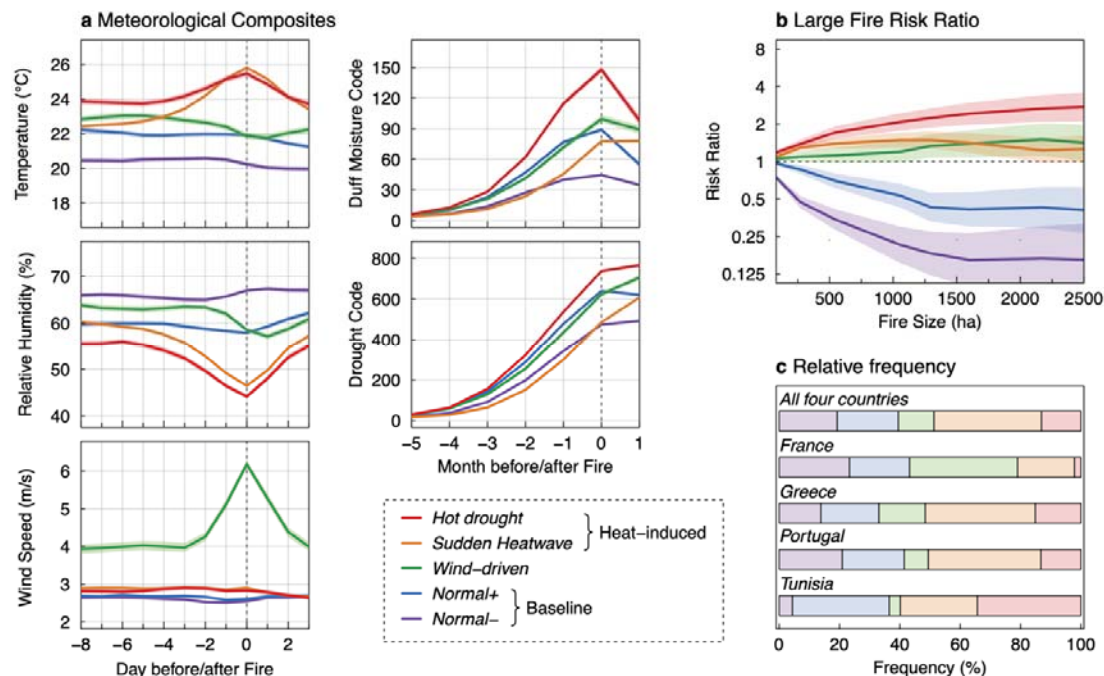 a Meteorological Composites
Temperature (°C)
26
24
22
20
18
Relative Humidity (%)
70
60
50
40
Wind Speed (m/s)
6
5
4
3
2
-8 -6 -4 -2 0 2
Day before/after Fire
Duff Moisture Code
150
120
90
60
30
0
Drought Code
800
600
400
200
0
-5 -4 -3 -2 -1 0 1
Month before/after Fire
Hot drought
Sudden Heatwave
Heat-induced
Wind-driven
Normal+
Normal-
Baseline
b Large Fire Risk Ratio
Risk Ratio
8
4
2
1
0.5
0.25
0.125
500 1000 1500 2000 2500
Fire Size (ha)
c Relative frequency
All four countries
France
Greece
Portugal
Tunisia
0 20 40 60 80 100
Frequency (%)